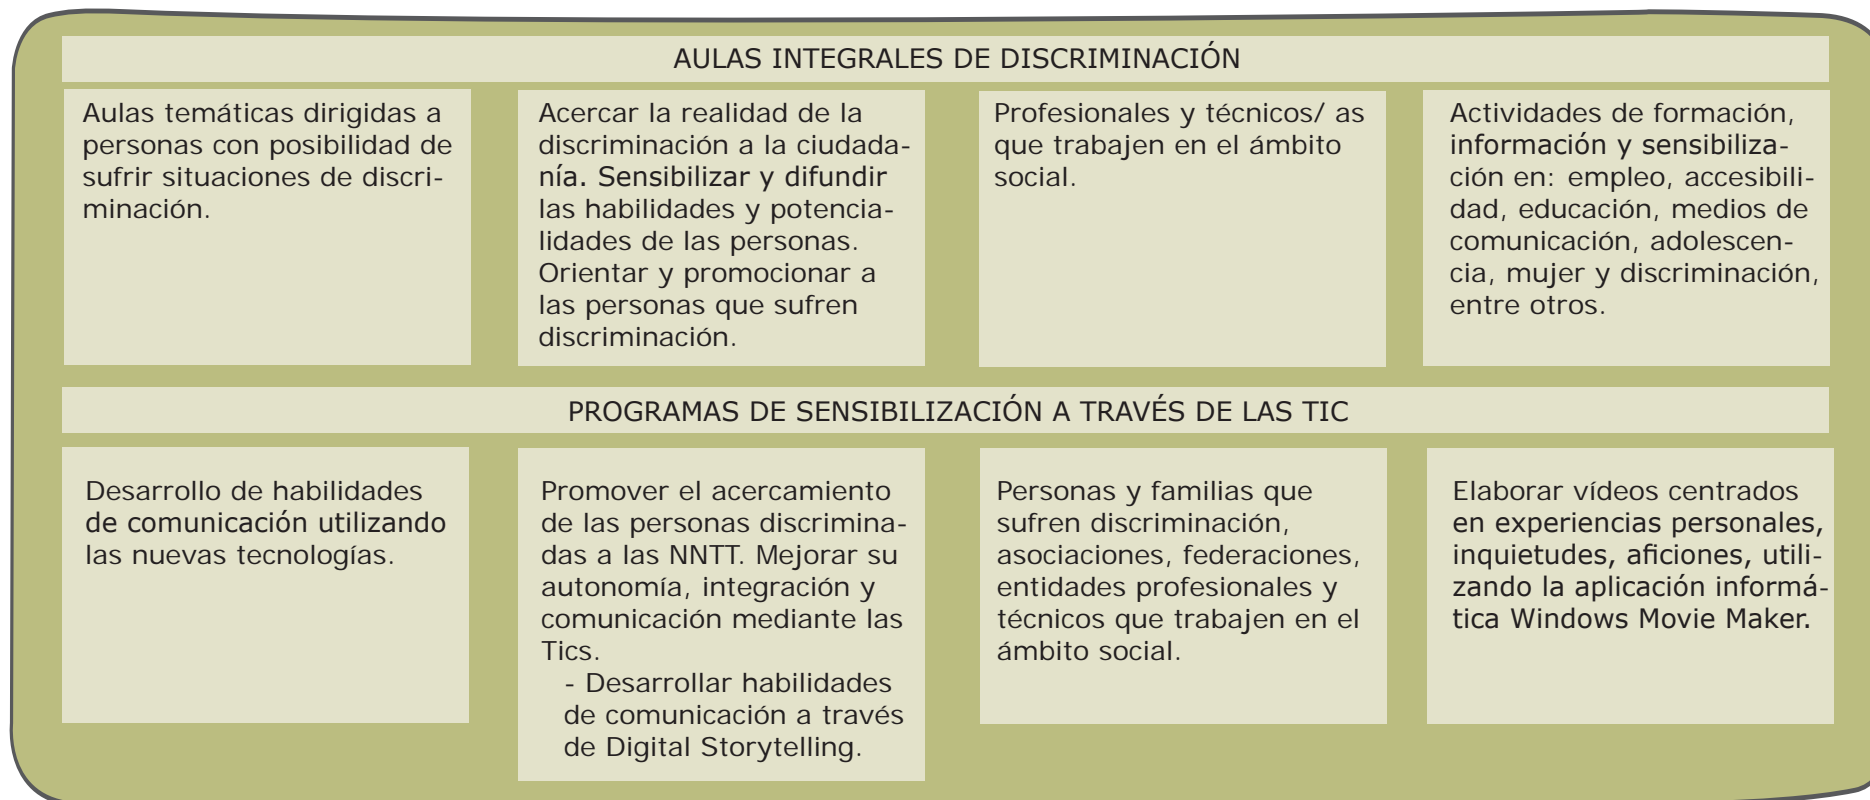 AULAS INTEGRALES DE DISCRIMINACIÓN
Aulas temáticas dirigidas a
personas con posibilidad de
sufrir situaciones de discri-
minación.
Acercar la realidad de la
discriminación a la ciudada-
nía. Sensibilizar y difundir
las habilidades y potencia-
lidades de las personas.
Orientar y promocionar a
las personas que sufren
discriminación.
Profesionales y técnicos/ as
que trabajen en el ámbito
social.
Actividades de formación,
información y sensibiliza-
ción en: empleo, accesibili-
dad, educación, medios de
comunicación, adolescen-
cia, mujer y discriminación,
entre otros.
PROGRAMAS DE SENSIBILIZACIÓN A TRAVÉS DE LAS TIC
Desarrollo de habilidades
de comunicación utilizando
las nuevas tecnologías.
Promover el acercamiento
de las personas discrimina-
das a las NNTT. Mejorar su
autonomía, integración y
comunicación mediante las
Tics.
- Desarrollar habilidades
de comunicación a través
de Digital Storytelling.
Personas y familias que
sufren discriminación,
asociaciones, federaciones,
entidades profesionales y
técnicos que trabajen en el
ámbito social.
Elaborar vídeos centrados
en experiencias personales,
inquietudes, aficiones, utili-
zando la aplicación informá-
tica Windows Movie Maker.